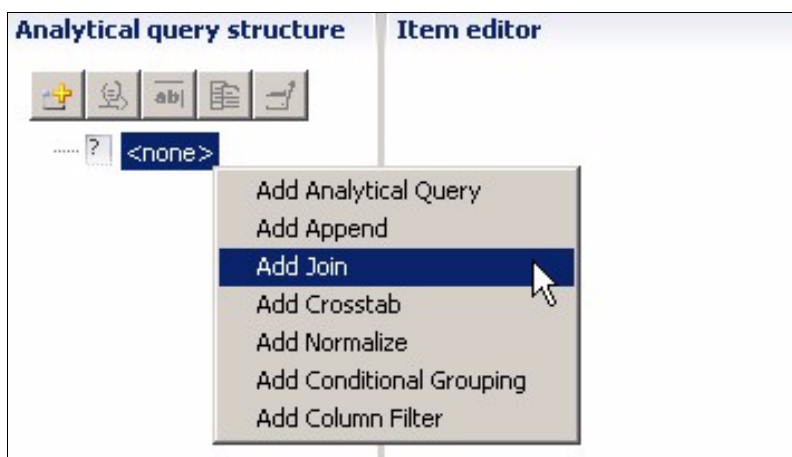 Analytical query structure
Item editor
ab|
?
<none>
Add Analytical Query
Add Append
Add Join
Add Crosstab
Add Normalize
Add Conditional Grouping
Add Column Filter